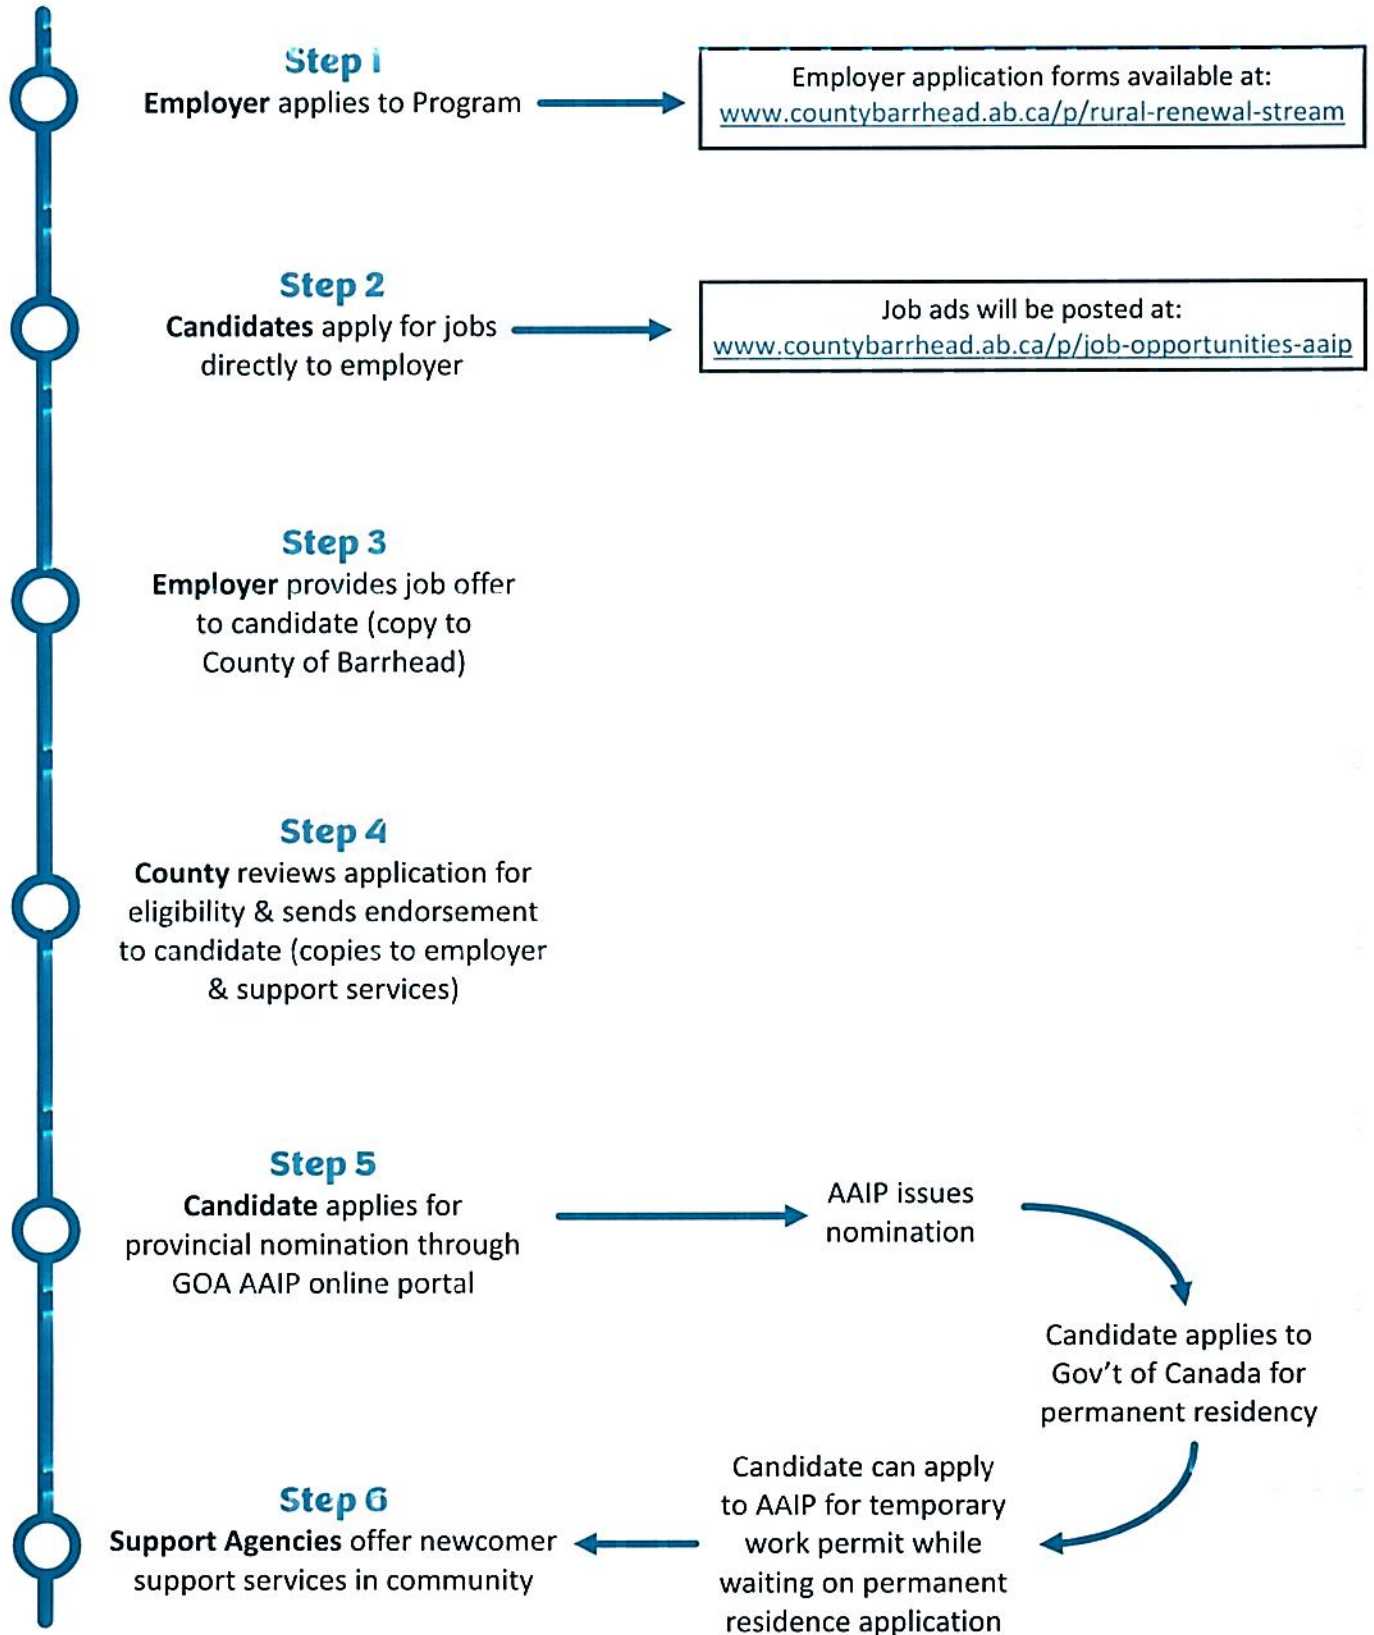 Step 1
Employer applies to Program
Employer application forms available at:
www.countybarrhead.ab.ca/p/rural-renewal-stream
Step 2
Candidates apply for jobs
directly to employer
Job ads will be posted at:
www.countybarrhead.ab.ca/p/job-opportunities-aaip
Step 3
Employer provides job offer
to candidate (copy to
County of Barrhead)
Step 4
County reviews application for
eligibility & sends endorsement
to candidate (copies to employer
& support services)
Step 5
Candidate applies for
provincial nomination through
GOA AAIP online portal
AAIP issues
nomination
Candidate applies to
Gov't of Canada for
permanent residency
Candidate can apply
to AAIP for temporary
work permit while
waiting on permanent
residence application
Step 6
Support Agencies offer newcomer
support services in community